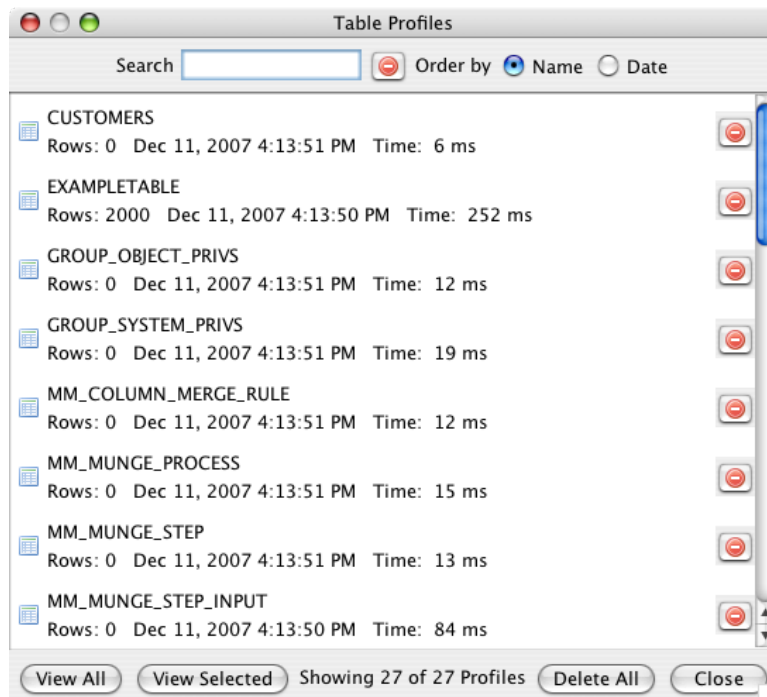 Table Profiles
Search Order by Name Date
CUSTOMERS
Rows: 0 Dec 11, 2007 4:13:51 PM Time: 6 ms
EXAMPLETABLE
Rows: 2000 Dec 11, 2007 4:13:50 PM Time: 252 ms
GROUP_OBJECT_PRIVS
Rows: 0 Dec 11, 2007 4:13:51 PM Time: 12 ms
GROUP_SYSTEM_PRIVS
Rows: 0 Dec 11, 2007 4:13:51 PM Time: 19 ms
MM_COLUMN_MERGE_RULE
Rows: 0 Dec 11, 2007 4:13:51 PM Time: 12 ms
MM_MUNGE_PROCESS
Rows: 0 Dec 11, 2007 4:13:51 PM Time: 15 ms
MM_MUNGE_STEP
Rows: 0 Dec 11, 2007 4:13:51 PM Time: 13 ms
MM_MUNGE_STEP_INPUT
Rows: 0 Dec 11, 2007 4:13:50 PM Time: 84 ms
View All View Selected Showing 27 of 27 Profiles Delete All Close